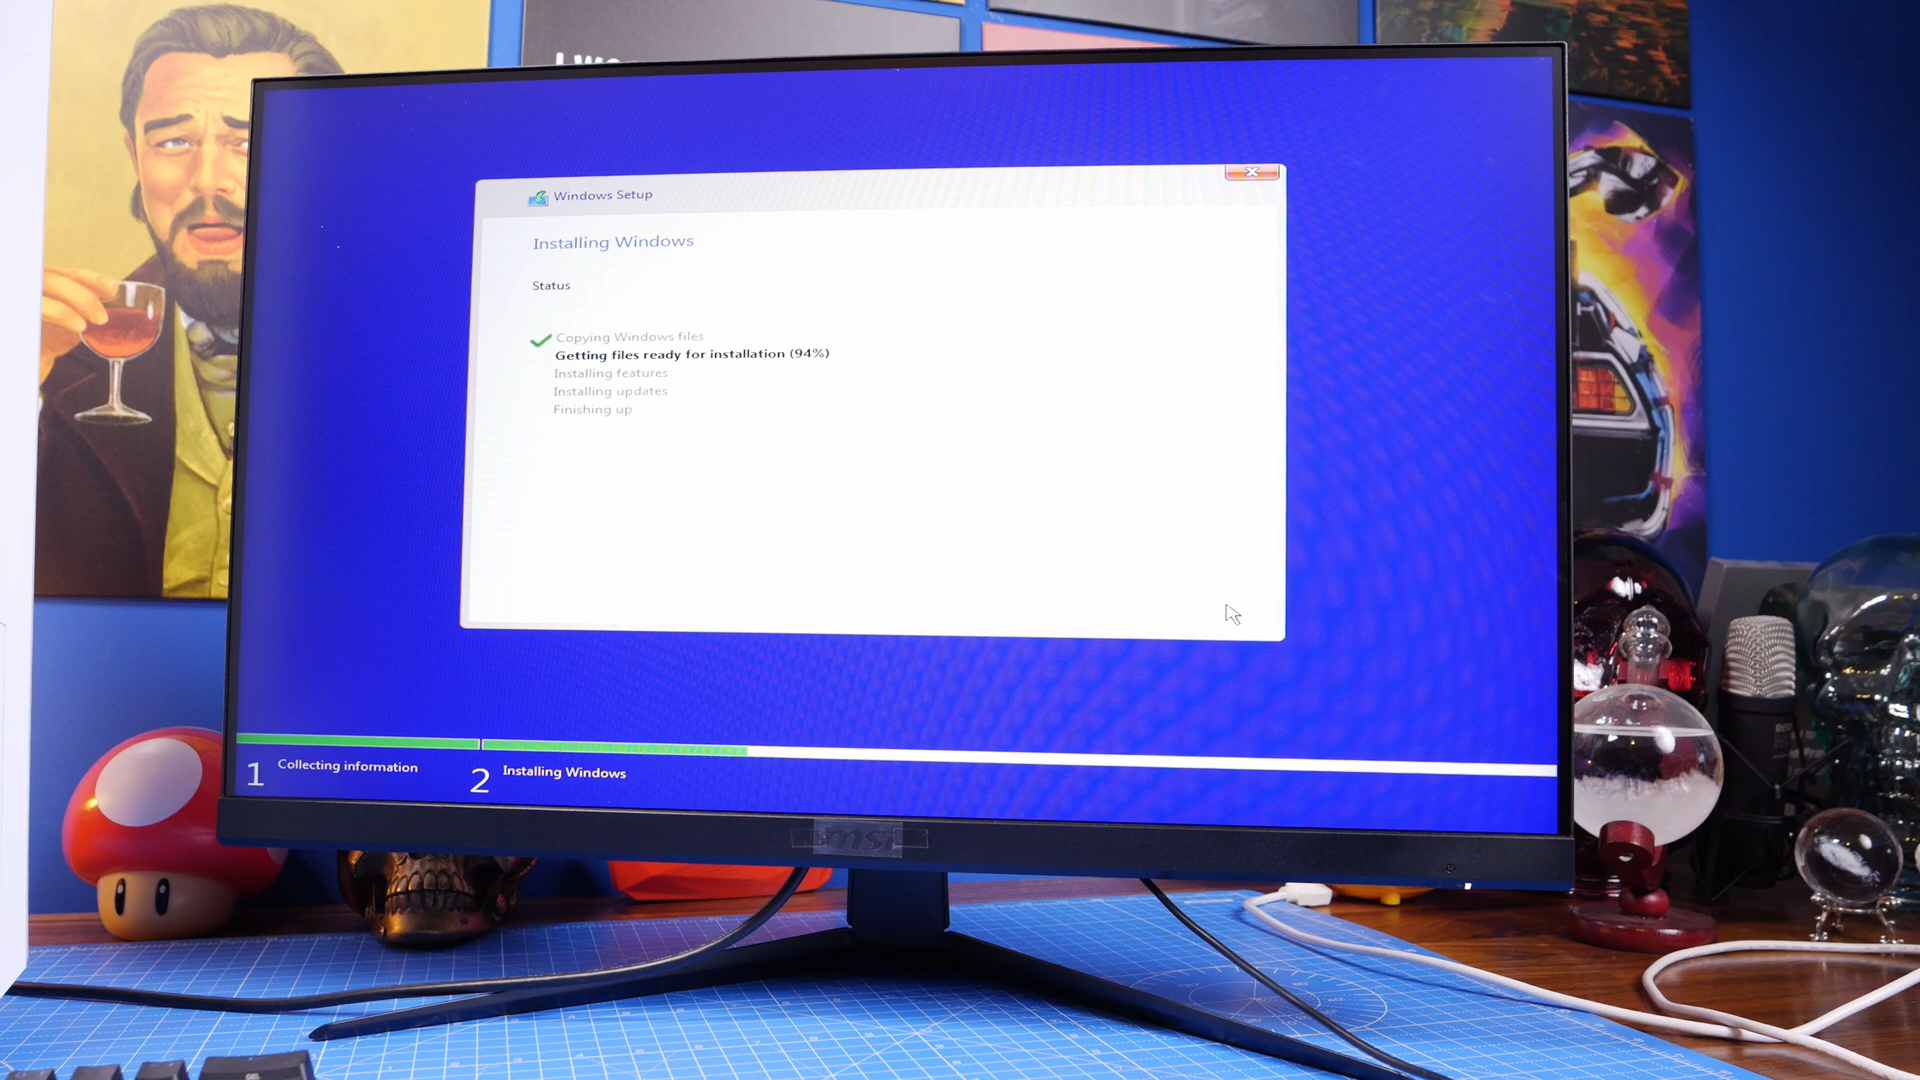 I WO
Windows Setup
Installing Windows
Status
Copying Windows files
Getting files ready for installation (94%)
Installing features
Installing updates
Finishing up
1 Collecting information
2 Installing Windows
msi